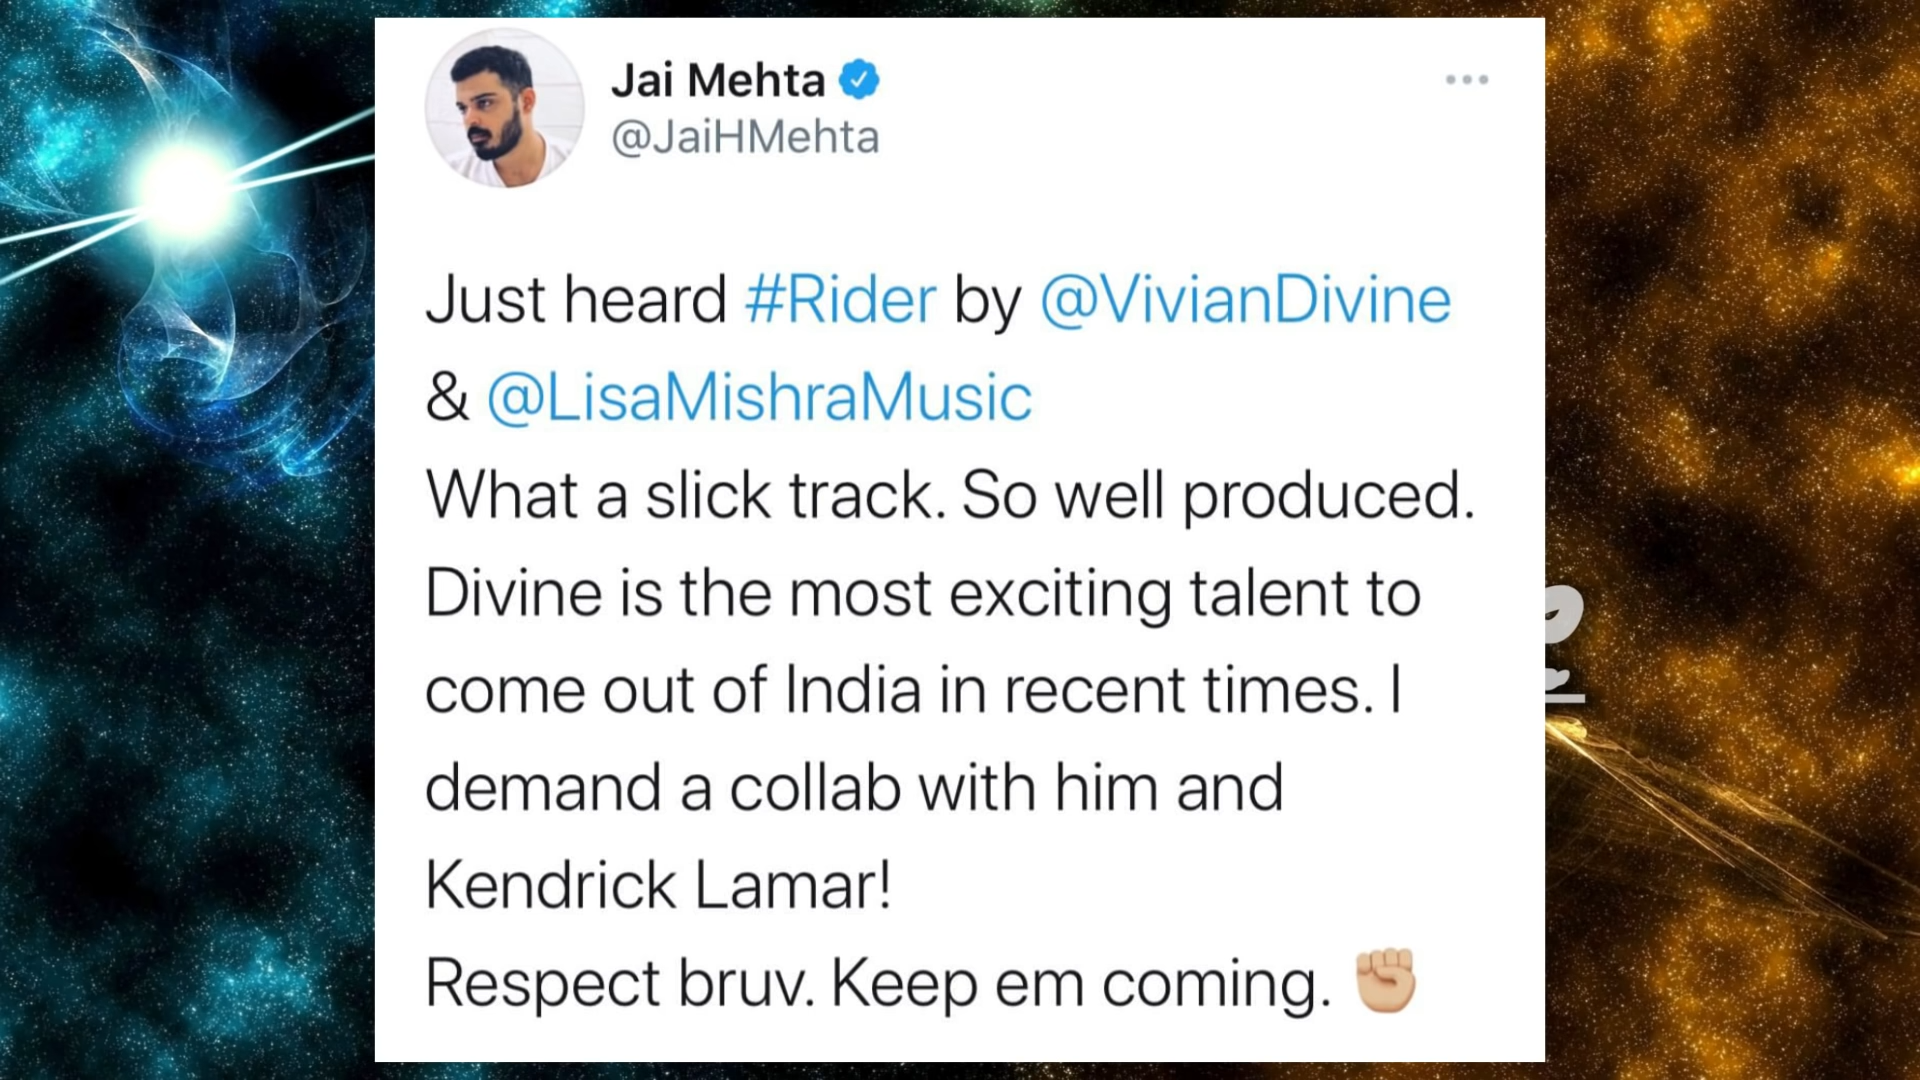 Jai Mehta
@JaiHMehta
Just heard #Rider by @VivianDivine
& @LisaMishraMusic
What a slick track. So well produced.
Divine is the most exciting talent to
come out of India in recent times. I
demand a collab with him and
Kendrick Lamar!
Respect bruv. Keep em coming. ✊🏼